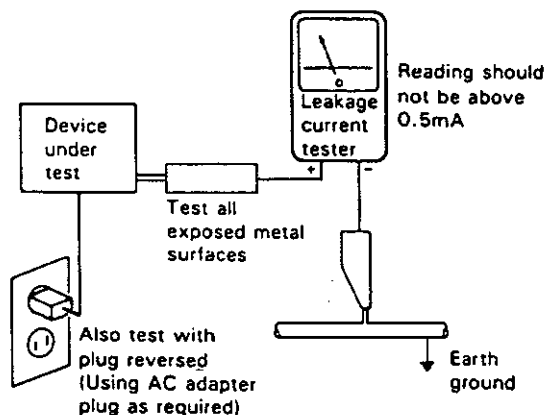 Device
under
test
Leakage
current
tester
+ -
Reading should
not be above
0.5mA
Test all
exposed metal
surfaces
Also test with
plug reversed
(Using AC adapter
plug as required)
Earth
ground